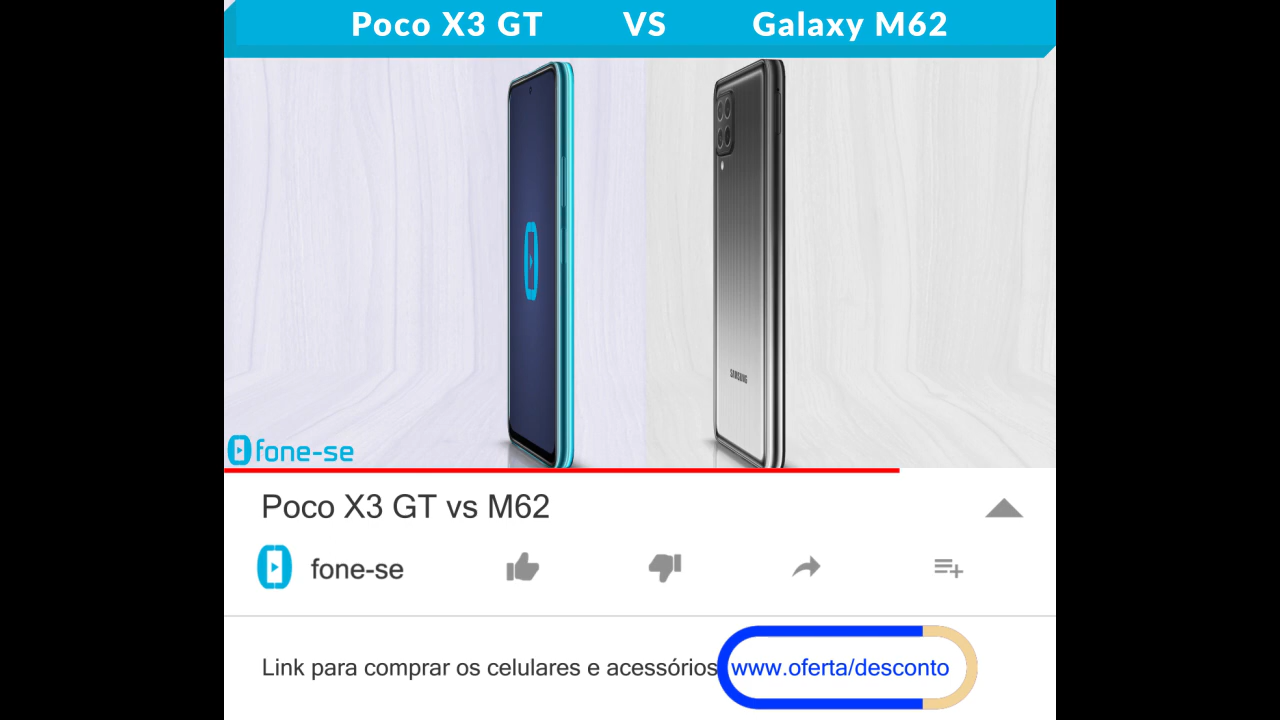 Poco X3 GT VS Galaxy M62
SAMSUNG
fone-se
Poco X3 GT vs M62
fone-se
Link para comprar os celulares e acessórios www.oferta/desconto